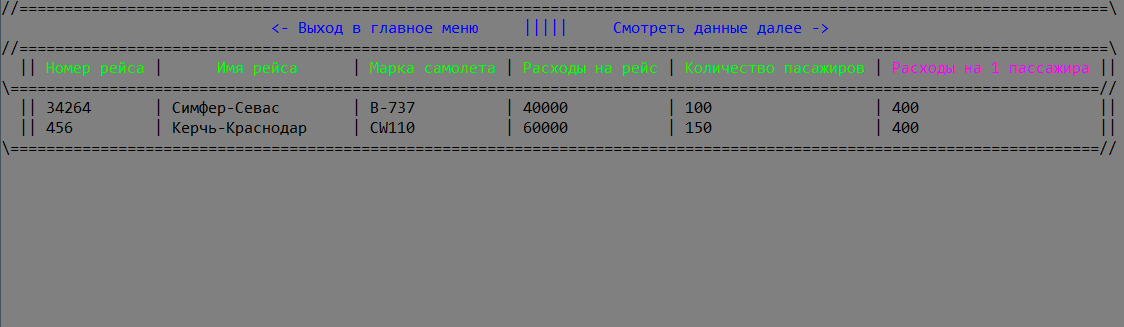 //=========================================================================================================================\
<- Выход в главное меню     |||||     Смотреть данные далее ->
//=========================================================================================================================\
|| Номер рейса |      Имя рейса      | Марка самолета | Расходы на рейс | Количество пасажиров | Расходы на 1 пассажира ||
\=========================================================================================================================//
|| 34264       | Симфер-Севас        | B-737          | 40000           | 100                  | 400                    ||
|| 456         | Керчь-Краснодар     | CW110          | 60000           | 150                  | 400                    ||
\=========================================================================================================================//